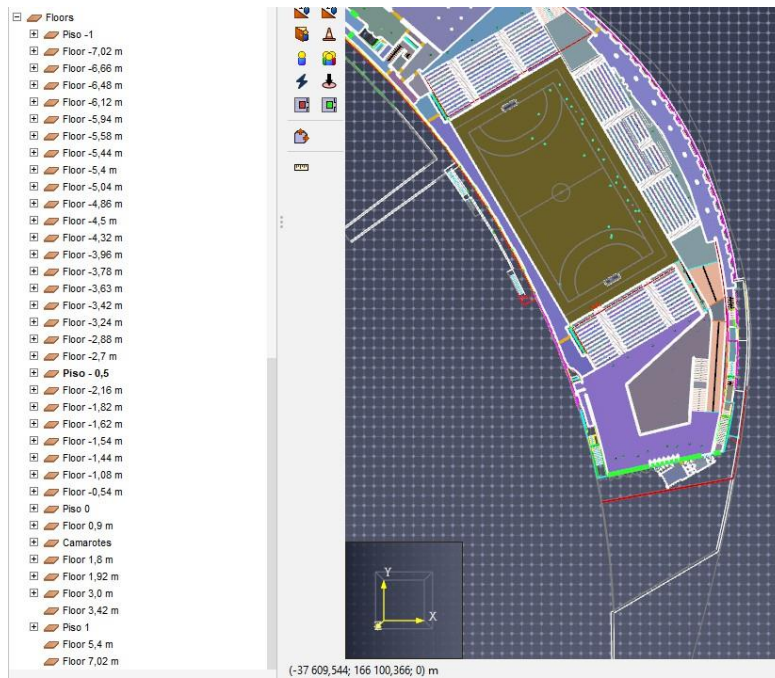 Floors
Piso -1
Floor -7,02 m
Floor -6,66 m
Floor -6,48 m
Floor -6,12 m
Floor -5,94 m
Floor -5,58 m
Floor -5,44 m
Floor -5,4 m
Floor -5,04 m
Floor -4,86 m
Floor -4,5 m
Floor -4,32 m
Floor -3,96 m
Floor -3,78 m
Floor -3,63 m
Floor -3,42 m
Floor -3,24 m
Floor -2,88 m
Floor -2,7 m
Piso - 0,5
Floor -2,16 m
Floor -1,82 m
Floor -1,62 m
Floor -1,54 m
Floor -1,44 m
Floor -1,08 m
Floor -0,54 m
Piso 0
Floor 0,9 m
Camarotes
Floor 1,8 m
Floor 1,92 m
Floor 3,0 m
Floor 3,42 m
Piso 1
Floor 5,4 m
Floor 7,02 m
Y
X
Z
(-37 609,544; 166 100,366; 0) m